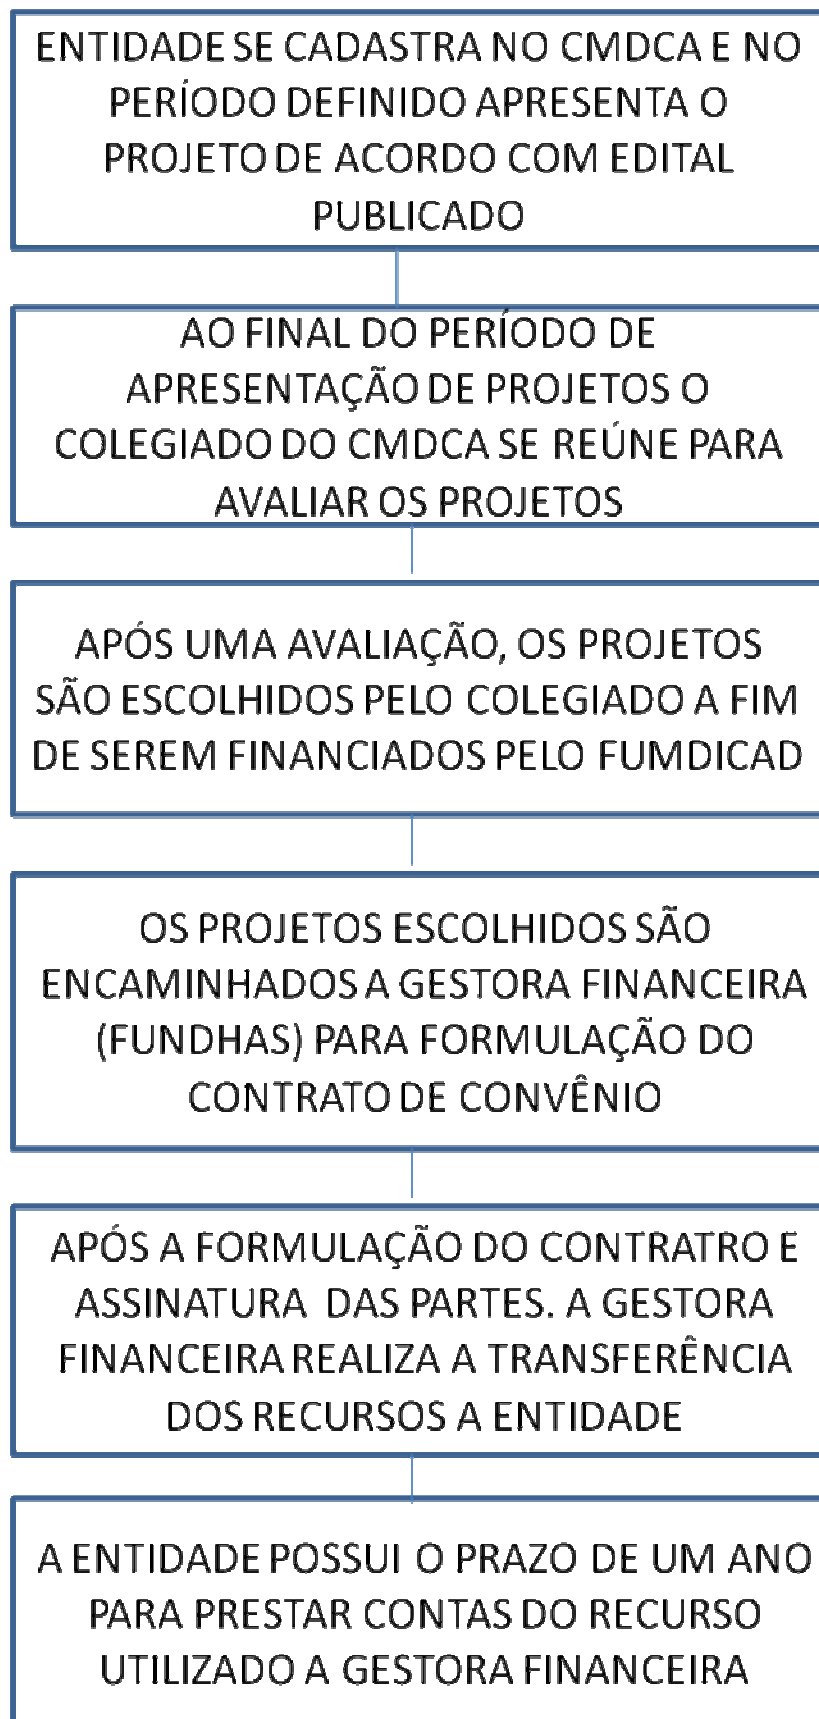 ENTIDADE SE CADASTRA NO CMDCA E NO
PERÍODO DEFINIDO APRESENTA O
PROJETO DE ACORDO COM EDITAL
PUBLICADO
AO FINAL DO PERÍODO DE
APRESENTAÇÃO DE PROJETOS O
COLEGIADO DO CMDCA SE REÚNE PARA
AVALIAR OS PROJETOS
APÓS UMA AVALIAÇÃO, OS PROJETOS
SÃO ESCOLHIDOS PELO COLEGIADO A FIM
DE SEREM FINANCIADOS PELO FUMDICAD
OS PROJETOS ESCOLHIDOS SÃO
ENCAMINHADOS A GESTORA FINANCEIRA
(FUNDHAS) PARA FORMULAÇÃO DO
CONTRATO DE CONVÊNIO
APÓS A FORMULAÇÃO DO CONTRATRO E
ASSINATURA DAS PARTES. A GESTORA
FINANCEIRA REALIZA A TRANSFERÊNCIA
DOS RECURSOS A ENTIDADE
A ENTIDADE POSSUI O PRAZO DE UM ANO
PARA PRESTAR CONTAS DO RECURSO
UTILIZADO A GESTORA FINANCEIRA